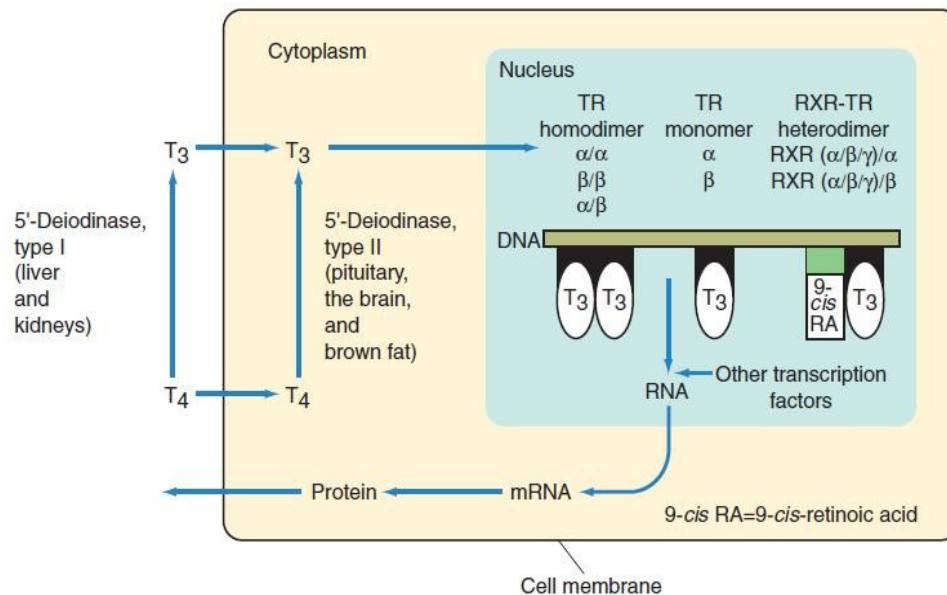 Cytoplasm
Nucleus
TR
homodimer
α/α
β/β
α/β
TR
monomer
α
β
RXR-TR
heterodimer
RXR (α/β/γ)/α
RXR (α/β/γ)/β
T3
T3
5'-Deiodinase,
type I
(liver
and
kidneys)
5'-Deiodinase,
type II
(pituitary,
the brain,
and
brown fat)
DNA
T3
T3
T3
9-
cis
RA
T3
T4
T4
RNA
Other transcription
factors
Protein
mRNA
9-cis RA=9-cis-retinoic acid
Cell membrane